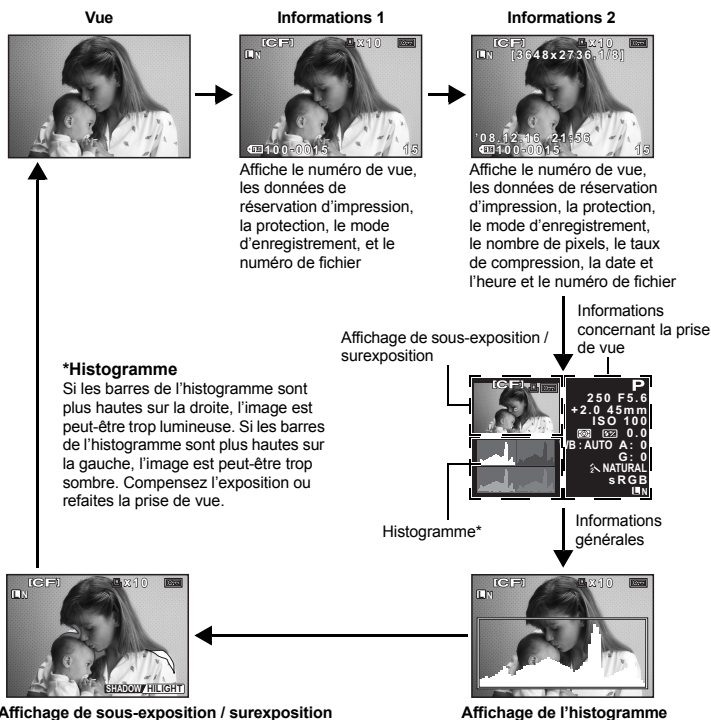 Vue
Informations 1
Informations 2
[CF] x10
LN
100-0015 15
[CF] x10
LN [3648x2736,1/8]
'08.12.16 21:56
100-0015 15
Affiche le numéro de vue,
les données de
réservation d'impression,
la protection, le mode
d'enregistrement, et le
numéro de fichier
Affiche le numéro de vue,
les données de réservation
d'impression, la protection,
le mode d'enregistrement,
le nombre de pixels, le taux
de compression, la date et
l'heure et le numéro de fichier
Informations
concernant la prise
de vue
Affichage de sous-exposition /
surexposition
*Histogramme
Si les barres de l'histogramme sont
plus hautes sur la droite, l'image est
peut-être trop lumineuse. Si les barres
de l'histogramme sont plus hautes sur
la gauche, l'image est peut-être trop
sombre. Compensez l'exposition ou
refaites la prise de vue.
[CF] x10
P
250 F5.6
+2.0 45mm
ISO 100
0.0
WB:AUTO A: 0
G: 0
NATURAL
sRGB
LN
Histogramme*
Informations
générales
[CF] x10
LN
SHADOW HILIGHT
[CF] x10
LN
Affichage de sous-exposition / surexposition
Affichage de l'histogramme